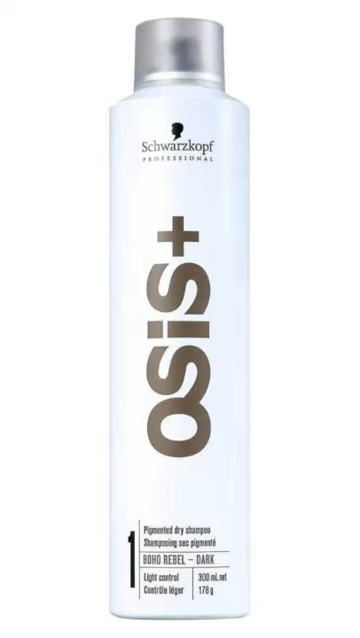 Schwarzkopf
PROFESSIONAL
OSiS+
1
Pigmented dry shampoo
Shampooing sec pigmenté
BOHO REBEL – DARK
Light control
Contrôle léger
300 mL.net
178 g